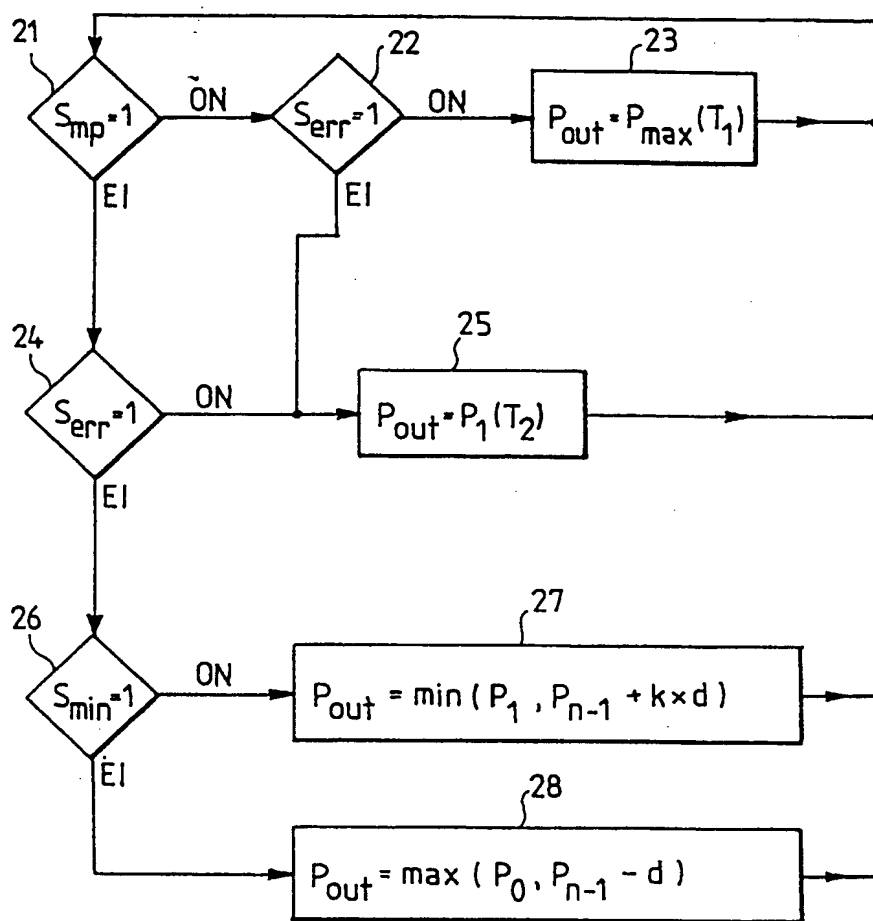 21
22
23
S_mp=1
ON
S_err=1
ON
P_out = P_max (T_1)
EI
EI
24
25
S_err=1
ON
P_out = P_1 (T_2)
EI
26
27
S_min=1
ON
P_out = min ( P_1 , P_n-1 + k × d )
EI
28
P_out = max ( P_0 , P_n-1 - d )